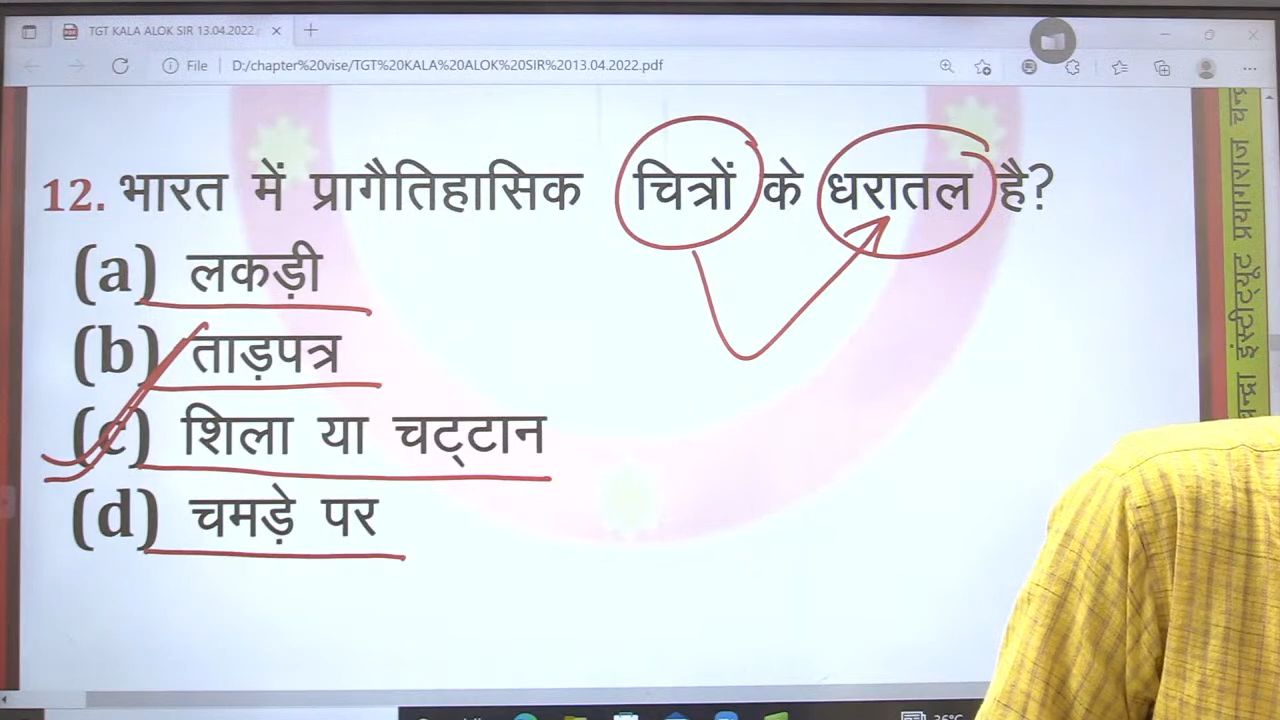 TGT KALA ALOK SIR 13.04.2022
File D:/chapter%20vise/TGT%20KALA%20ALOK%20SIR%2013.04.2022.pdf
12. भारत में प्रागैतिहासिक चित्रों के धरातल है?
(a) लकड़ी
(b) ताड़पत्र
(c) शिला या चट्टान
(d) चमड़े पर
इंस्टीट्यूट प्रयागराज
36°C